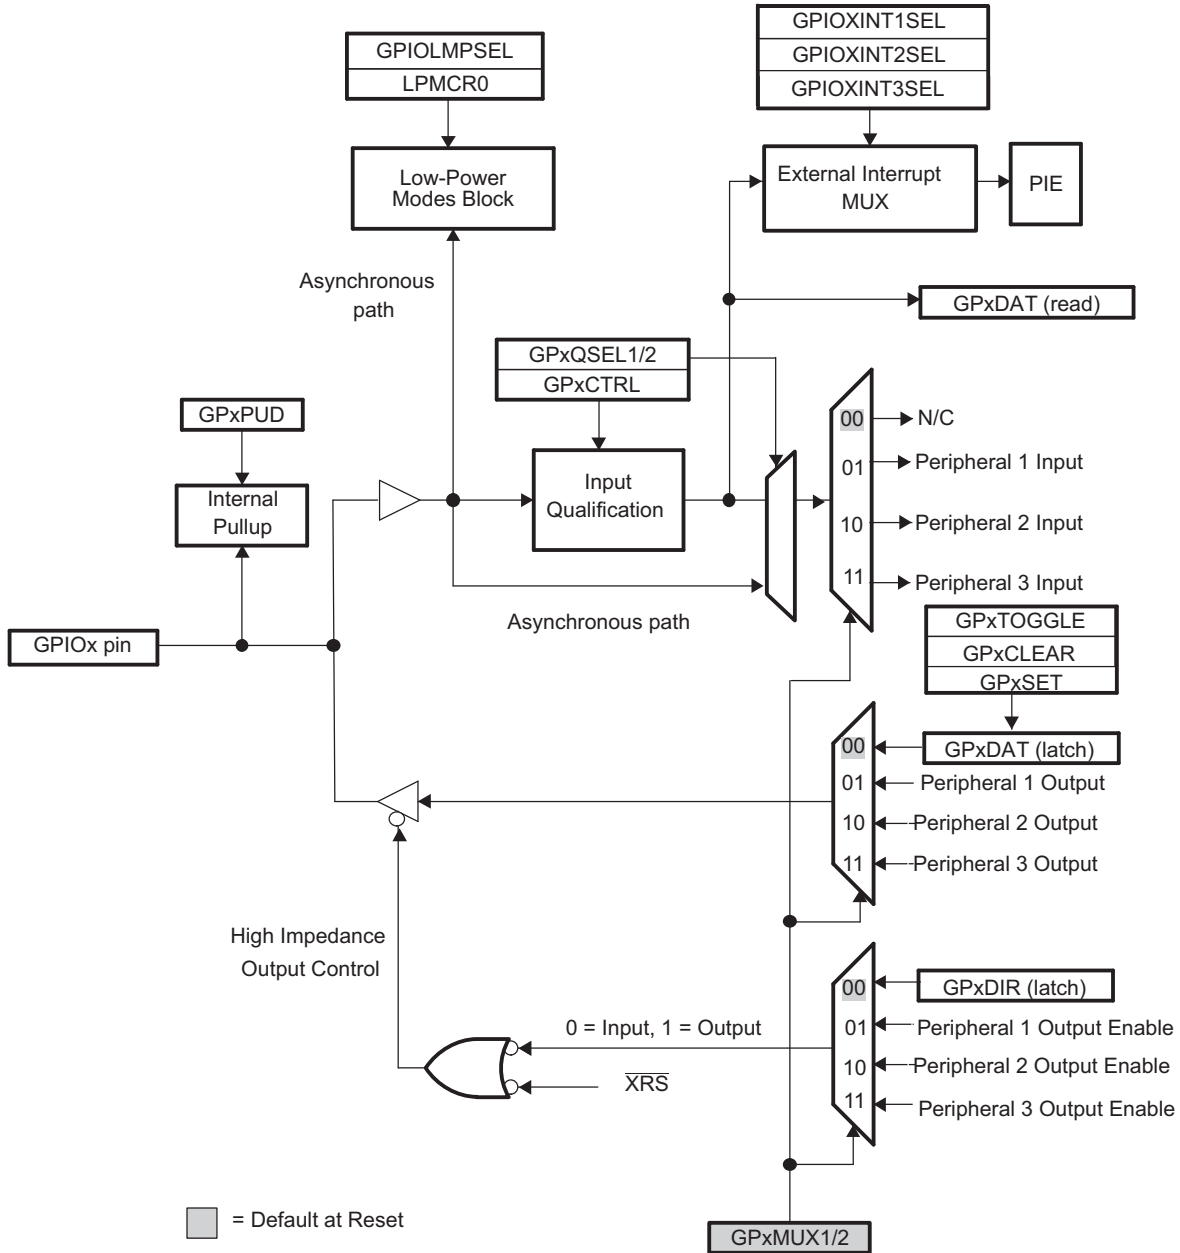 GPIOXINT1SEL
GPIOXINT2SEL
GPIOXINT3SEL
GPIOLMPSEL
LPMCR0
Low-Power
Modes Block
External Interrupt
MUX
PIE
Asynchronous
path
GPxDAT (read)
GPxQSEL1/2
GPxCTRL
GPxPUD
Internal
Pullup
Input
Qualification
00
N/C
01
Peripheral 1 Input
10
Peripheral 2 Input
11
Peripheral 3 Input
Asynchronous path
GPIOx pin
GPxTOGGLE
GPxCLEAR
GPxSET
00
GPxDAT (latch)
01
Peripheral 1 Output
10
Peripheral 2 Output
11
Peripheral 3 Output
High Impedance
Output Control
00
GPxDIR (latch)
0 = Input, 1 = Output
01
Peripheral 1 Output Enable
10
Peripheral 2 Output Enable
XRS
11
Peripheral 3 Output Enable
= Default at Reset
GPxMUX1/2